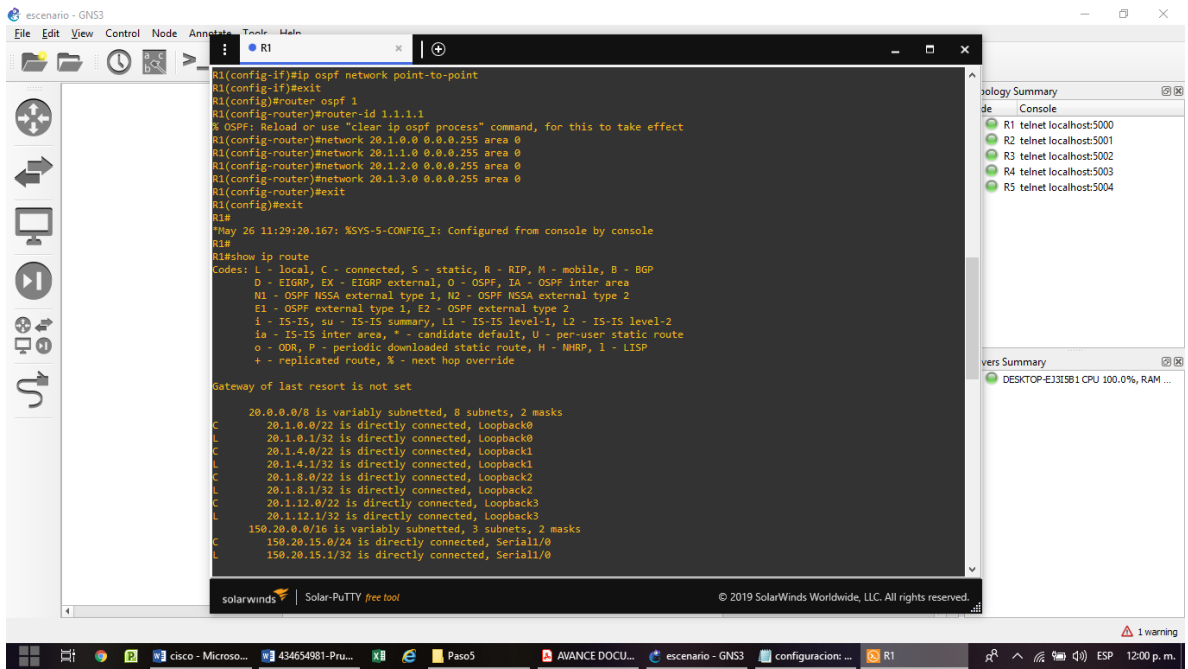 escenario - GNS3
File Edit View Control Node Annotate Tools Help
R1
R1(config-if)#ip ospf network point-to-point
R1(config-if)#exit
R1(config)#router ospf 1
R1(config-router)#router-id 1.1.1.1
% OSPF: Reload or use "clear ip ospf process" command, for this to take effect
R1(config-router)#network 20.1.0.0 0.0.0.255 area 0
R1(config-router)#network 20.1.1.0 0.0.0.255 area 0
R1(config-router)#network 20.1.2.0 0.0.0.255 area 0
R1(config-router)#network 20.1.3.0 0.0.0.255 area 0
R1(config-router)#exit
R1(config)#exit
R1#
*May 26 11:29:20.167: %SYS-5-CONFIG_I: Configured from console by console
R1#
R1#show ip route
Codes: L - local, C - connected, S - static, R - RIP, M - mobile, B - BGP
D - EIGRP, EX - EIGRP external, O - OSPF, IA - OSPF inter area
N1 - OSPF NSSA external type 1, N2 - OSPF NSSA external type 2
E1 - OSPF external type 1, E2 - OSPF external type 2
i - IS-IS, su - IS-IS summary, L1 - IS-IS level-1, L2 - IS-IS level-2
ia - IS-IS inter area, * - candidate default, U - per-user static route
o - ODR, P - periodic downloaded static route, H - NHRP, l - LISP
+ - replicated route, % - next hop override
Gateway of last resort is not set
20.0.0.0/8 is variably subnetted, 8 subnets, 2 masks
C 20.1.0.0/22 is directly connected, Loopback0
L 20.1.0.1/32 is directly connected, Loopback0
C 20.1.4.0/22 is directly connected, Loopback1
L 20.1.4.1/32 is directly connected, Loopback1
C 20.1.8.0/22 is directly connected, Loopback2
L 20.1.8.1/32 is directly connected, Loopback2
C 20.1.12.0/22 is directly connected, Loopback3
L 20.1.12.1/32 is directly connected, Loopback3
150.20.0.0/16 is variably subnetted, 3 subnets, 2 masks
C 150.20.15.0/24 is directly connected, Serial1/0
L 150.20.15.1/32 is directly connected, Serial1/0
solarwinds Solar-PuTTY free tool
© 2019 SolarWinds Worldwide, LLC. All rights reserved.
pology Summary
de Console
R1 telnet localhost:5000
R2 telnet localhost:5001
R3 telnet localhost:5002
R4 telnet localhost:5003
R5 telnet localhost:5004
vers Summary
DESKTOP-EJ3I5B1 CPU 100.0%, RAM ...
1 warning
cisco - Microso...
434654981-Pru...
Paso5
AVANCE DOCU...
escenario - GNS3
configuracion: ...
R1
ESP
12:00 p. m.